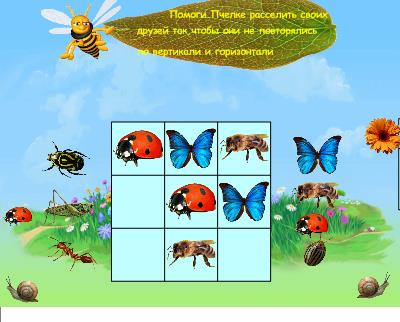 Помоги Пчелке расселить своих
друзей так чтобы они не повторялись
по вертикали и горизонтали